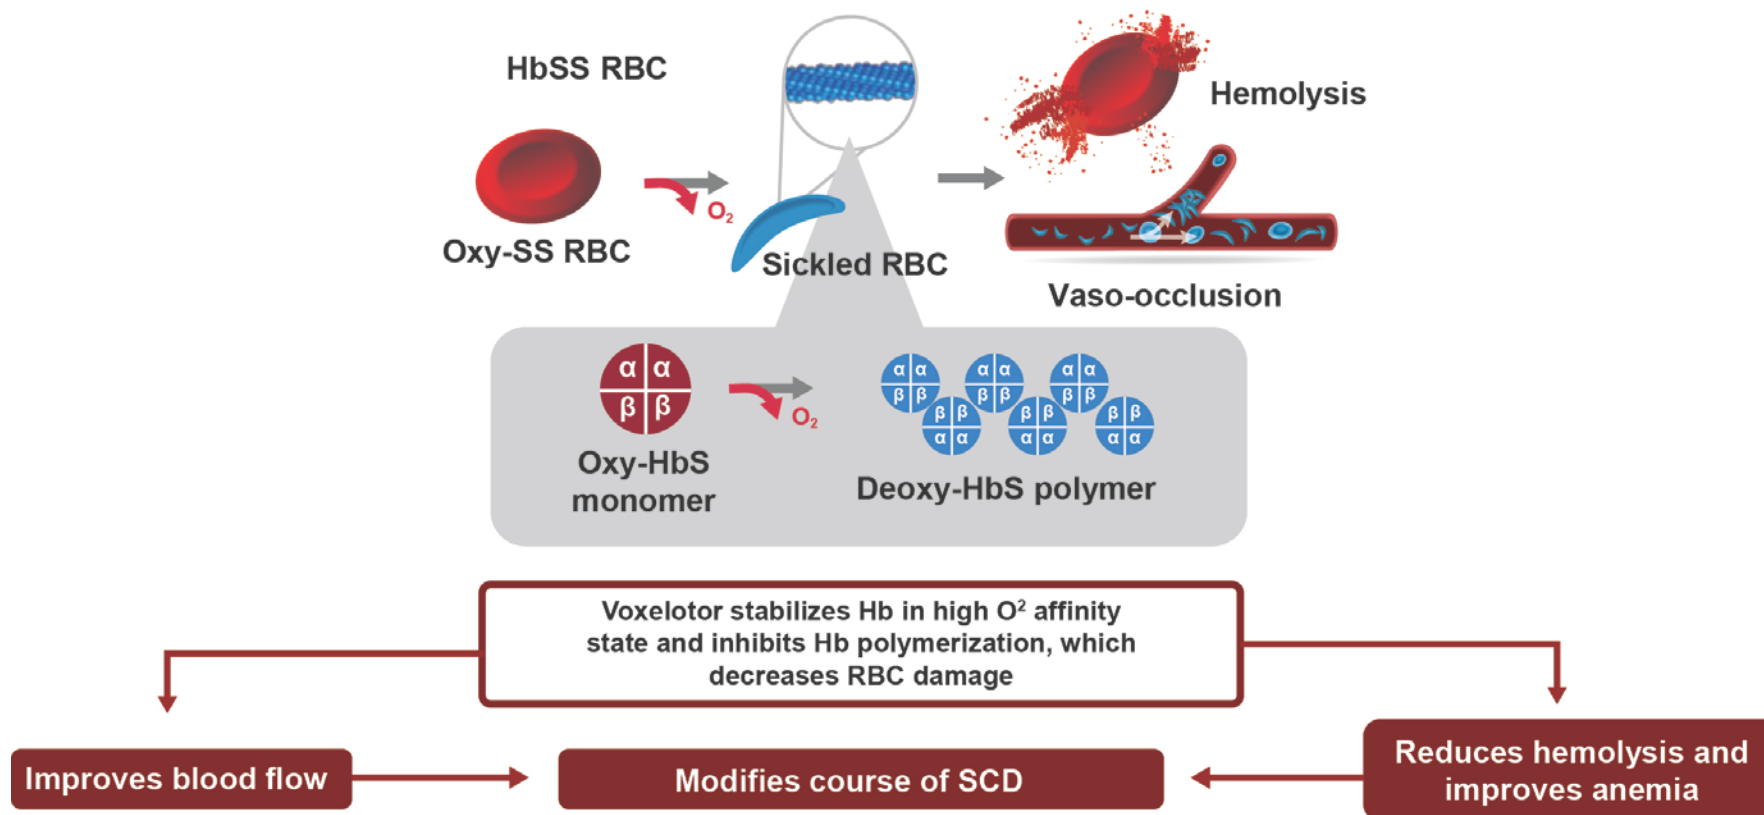 HbSS RBC
Hemolysis
O₂
Oxy-SS RBC
Sickled RBC
Vaso-occlusion
α α
β β
O₂
α α
β β
α α
β β
α α
β β
β β
α α
β β
α α
β β
α α
Oxy-HbS
monomer
Deoxy-HbS polymer
Voxelotor stabilizes Hb in high O² affinity
state and inhibits Hb polymerization, which
decreases RBC damage
Improves blood flow
Modifies course of SCD
Reduces hemolysis and
improves anemia